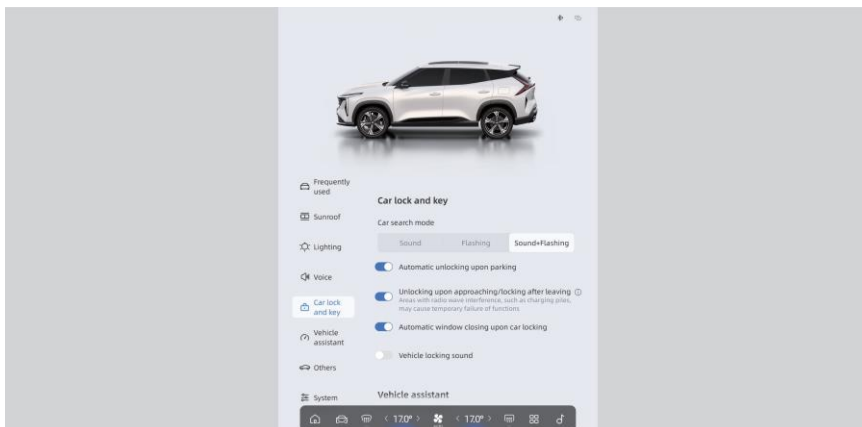 Frequently
used
Sunroof
Lighting
Voice
Car lock
and key
Vehicle
assistant
Others
System
Car lock and key
Car search mode
Sound Flashing Sound+Flashing
Automatic unlocking upon parking
Unlocking upon approaching/locking after leaving
Areas with radio wave interference, such as charging piles,
may cause temporary failure of functions
Automatic window closing upon car locking
Vehicle locking sound
Vehicle assistant
< 17.0° > < 17.0° >